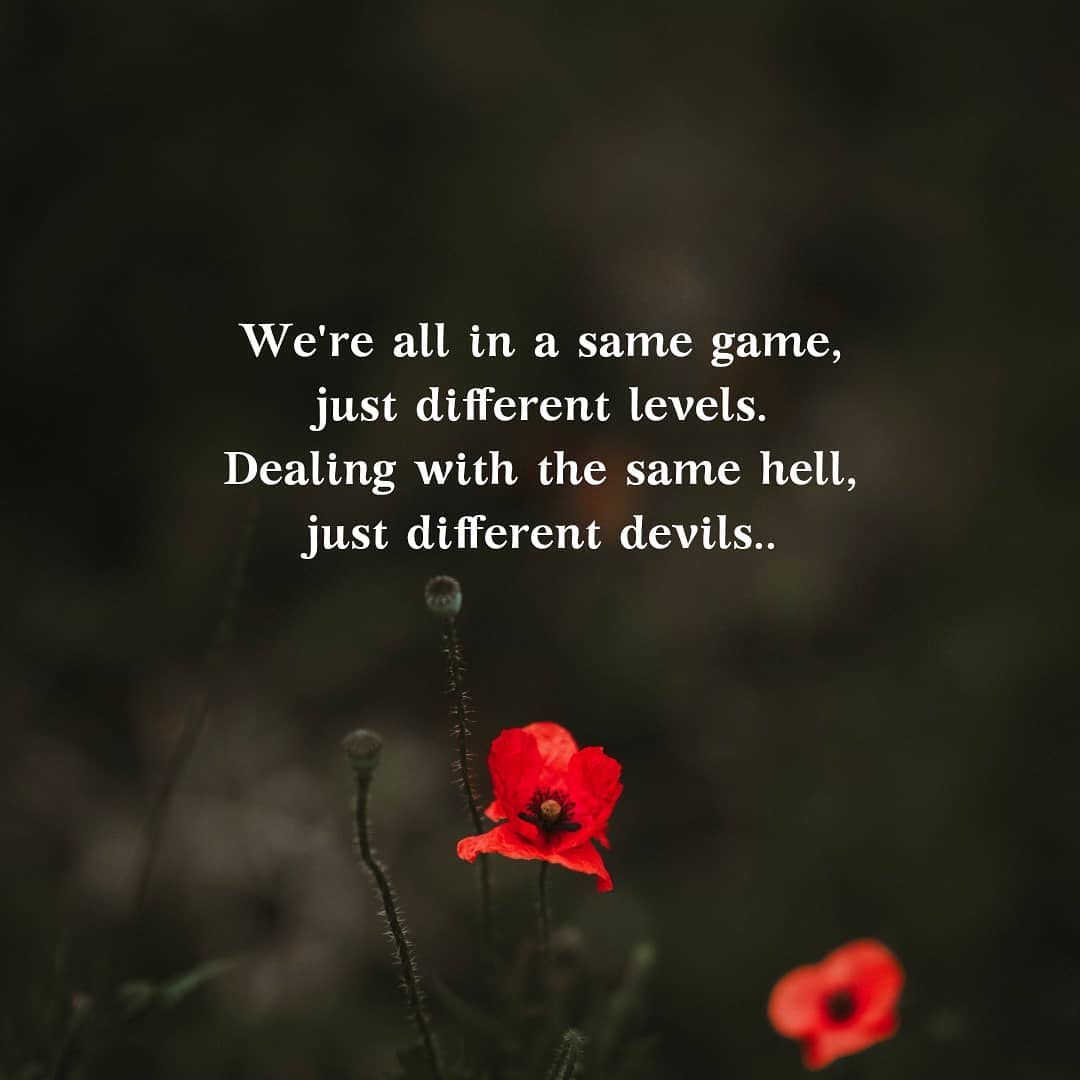 We're all in a same game,
just different levels.
Dealing with the same hell,
just different devils..